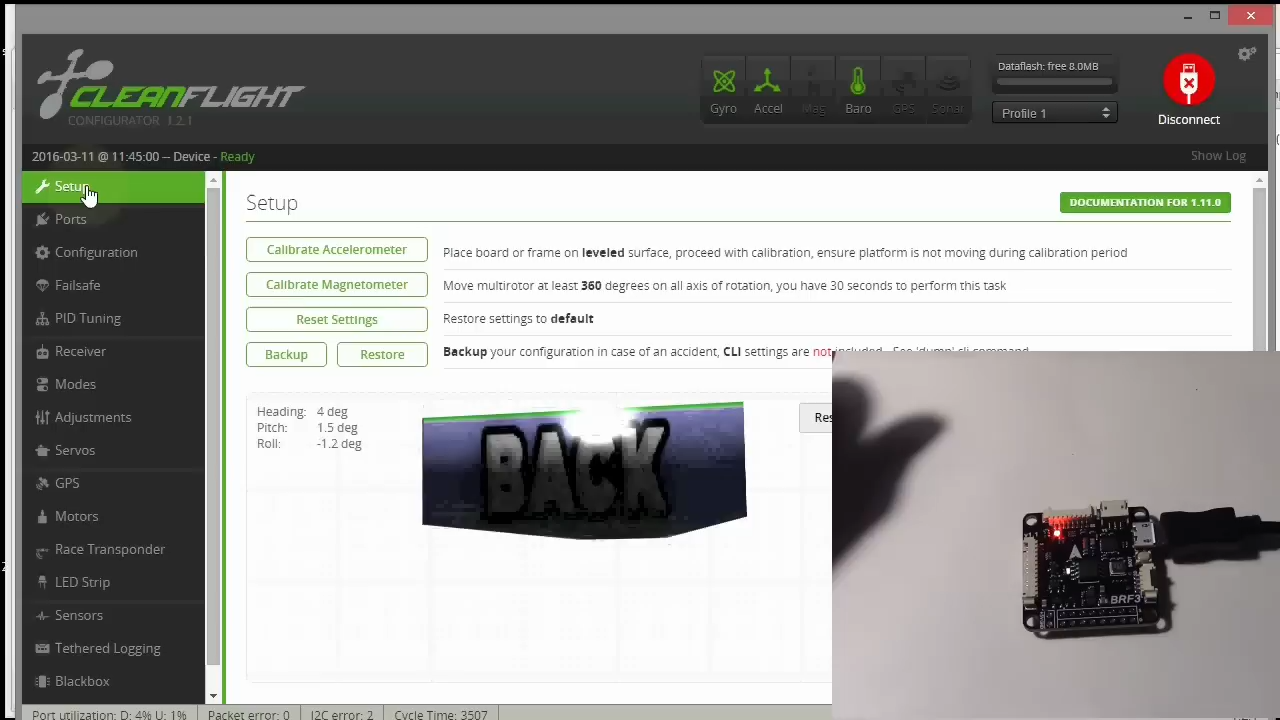 CLEANFLIGHT
CONFIGURATOR 1.2.1
Gyro
Accel
Mag
Baro
GPS
Sonar
Dataflash: free 8.0MB
Profile 1
Disconnect
2016-03-11 @ 11:45:00 -- Device - Ready
Show Log
Setup
Ports
Configuration
Failsafe
PID Tuning
Receiver
Modes
Adjustments
Servos
GPS
Motors
Race Transponder
LED Strip
Sensors
Tethered Logging
Blackbox
Setup
DOCUMENTATION FOR 1.11.0
Calibrate Accelerometer
Place board or frame on leveled surface, proceed with calibration, ensure platform is not moving during calibration period
Calibrate Magnetometer
Move multirotor at least 360 degrees on all axis of rotation, you have 30 seconds to perform this task
Reset Settings
Restore settings to default
Backup
Restore
Backup your configuration in case of an accident, CLI settings are not included - See 'dump' cli command
Heading: 4 deg
Pitch: 1.5 deg
Roll: -1.2 deg
BACK
Res
BRF3
Port utilization: D: 4% U: 1%
Packet error: 0
I2C error: 2
Cycle Time: 3507